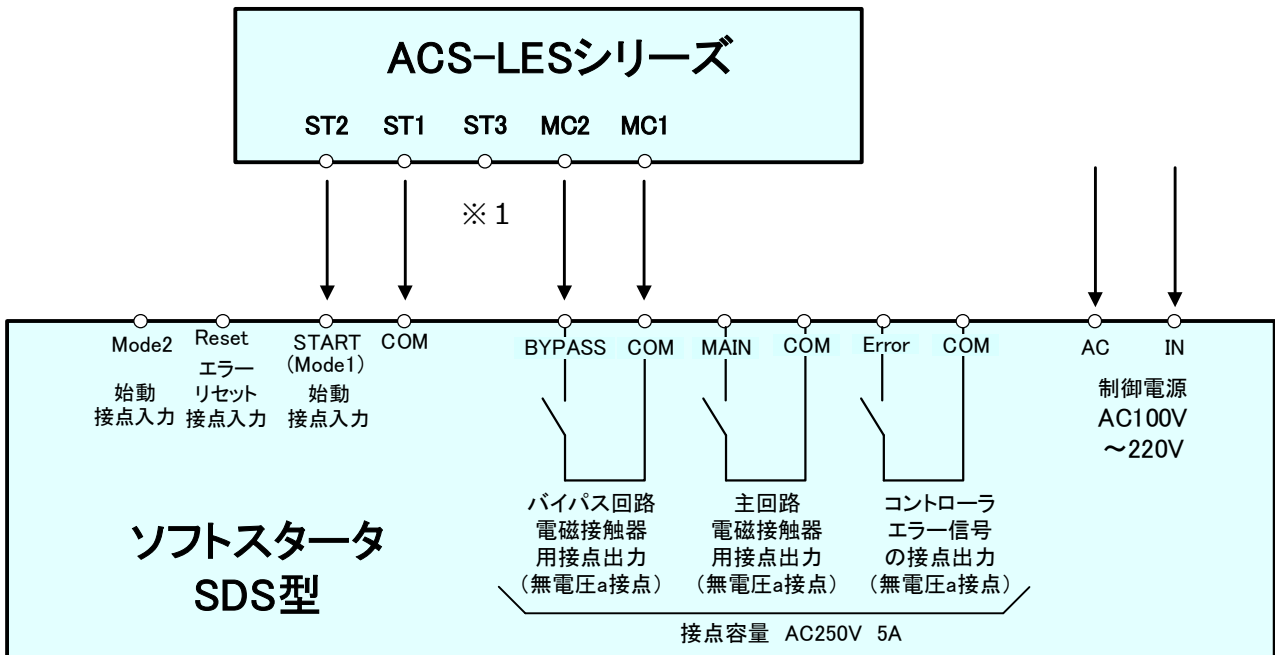 ACS-LESシリーズ
ST2 ST1 ST3 MC2 MC1
※1
Mode2
始動
接点入力
Reset
エラー
リセット
接点入力
START
(Mode1)
始動
接点入力
COM
BYPASS COM MAIN COM Error COM
AC IN
制御電源
AC100V
～220V
バイパス回路
電磁接触器
用接点出力
(無電圧a接点)
主回路
電磁接触器
用接点出力
(無電圧a接点)
コントローラ
エラー信号
の接点出力
(無電圧a接点)
接点容量 AC250V 5A
ソフトスタータ
SDS型